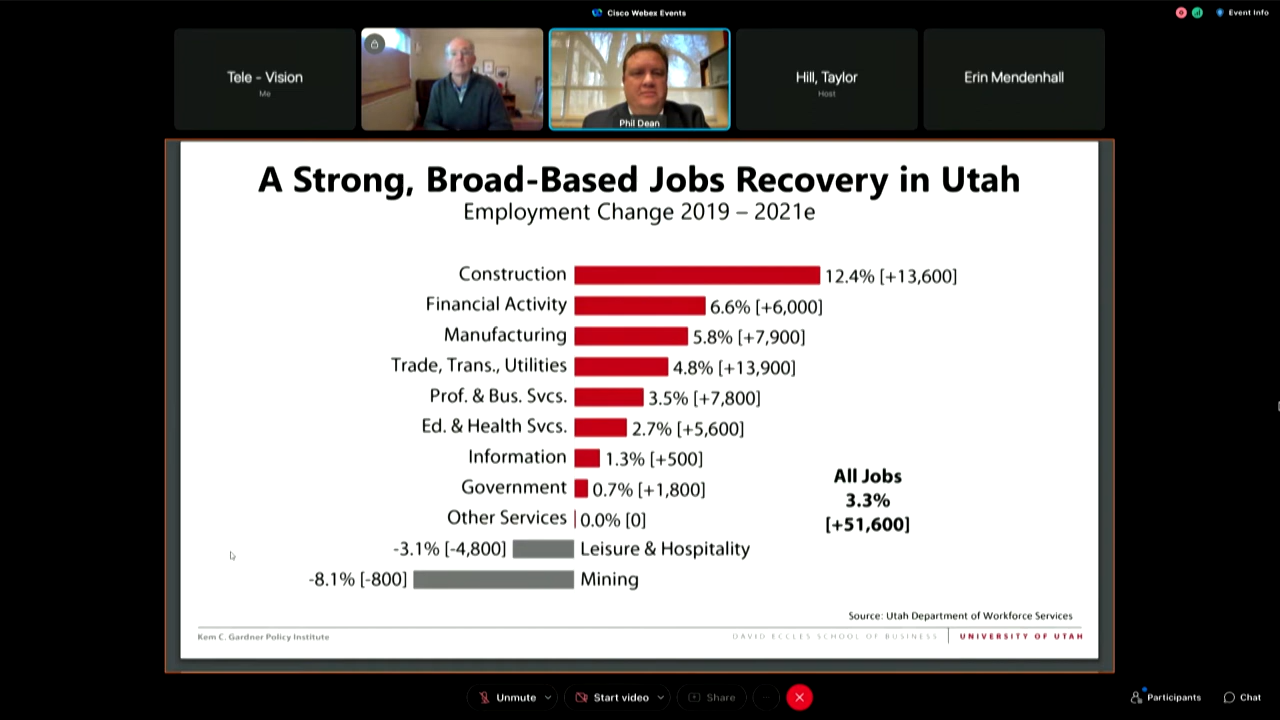 Cisco Webex Events
Event Info
Tele - Vision
Me
Phil Dean
Hill, Taylor
Host
Erin Mendenhall
A Strong, Broad-Based Jobs Recovery in Utah
Employment Change 2019 – 2021e
Construction 12.4% [+13,600]
Financial Activity 6.6% [+6,000]
Manufacturing 5.8% [+7,900]
Trade, Trans., Utilities 4.8% [+13,900]
Prof. & Bus. Svcs. 3.5% [+7,800]
Ed. & Health Svcs. 2.7% [+5,600]
Information 1.3% [+500]
Government 0.7% [+1,800]
Other Services 0.0% [0]
-3.1% [-4,800] Leisure & Hospitality
-8.1% [-800] Mining
All Jobs
3.3%
[+51,600]
Source: Utah Department of Workforce Services
Kem C. Gardner Policy Institute
DAVID ECCLES SCHOOL OF BUSINESS | UNIVERSITY OF UTAH
Unmute
Start video
Share
Participants
Chat